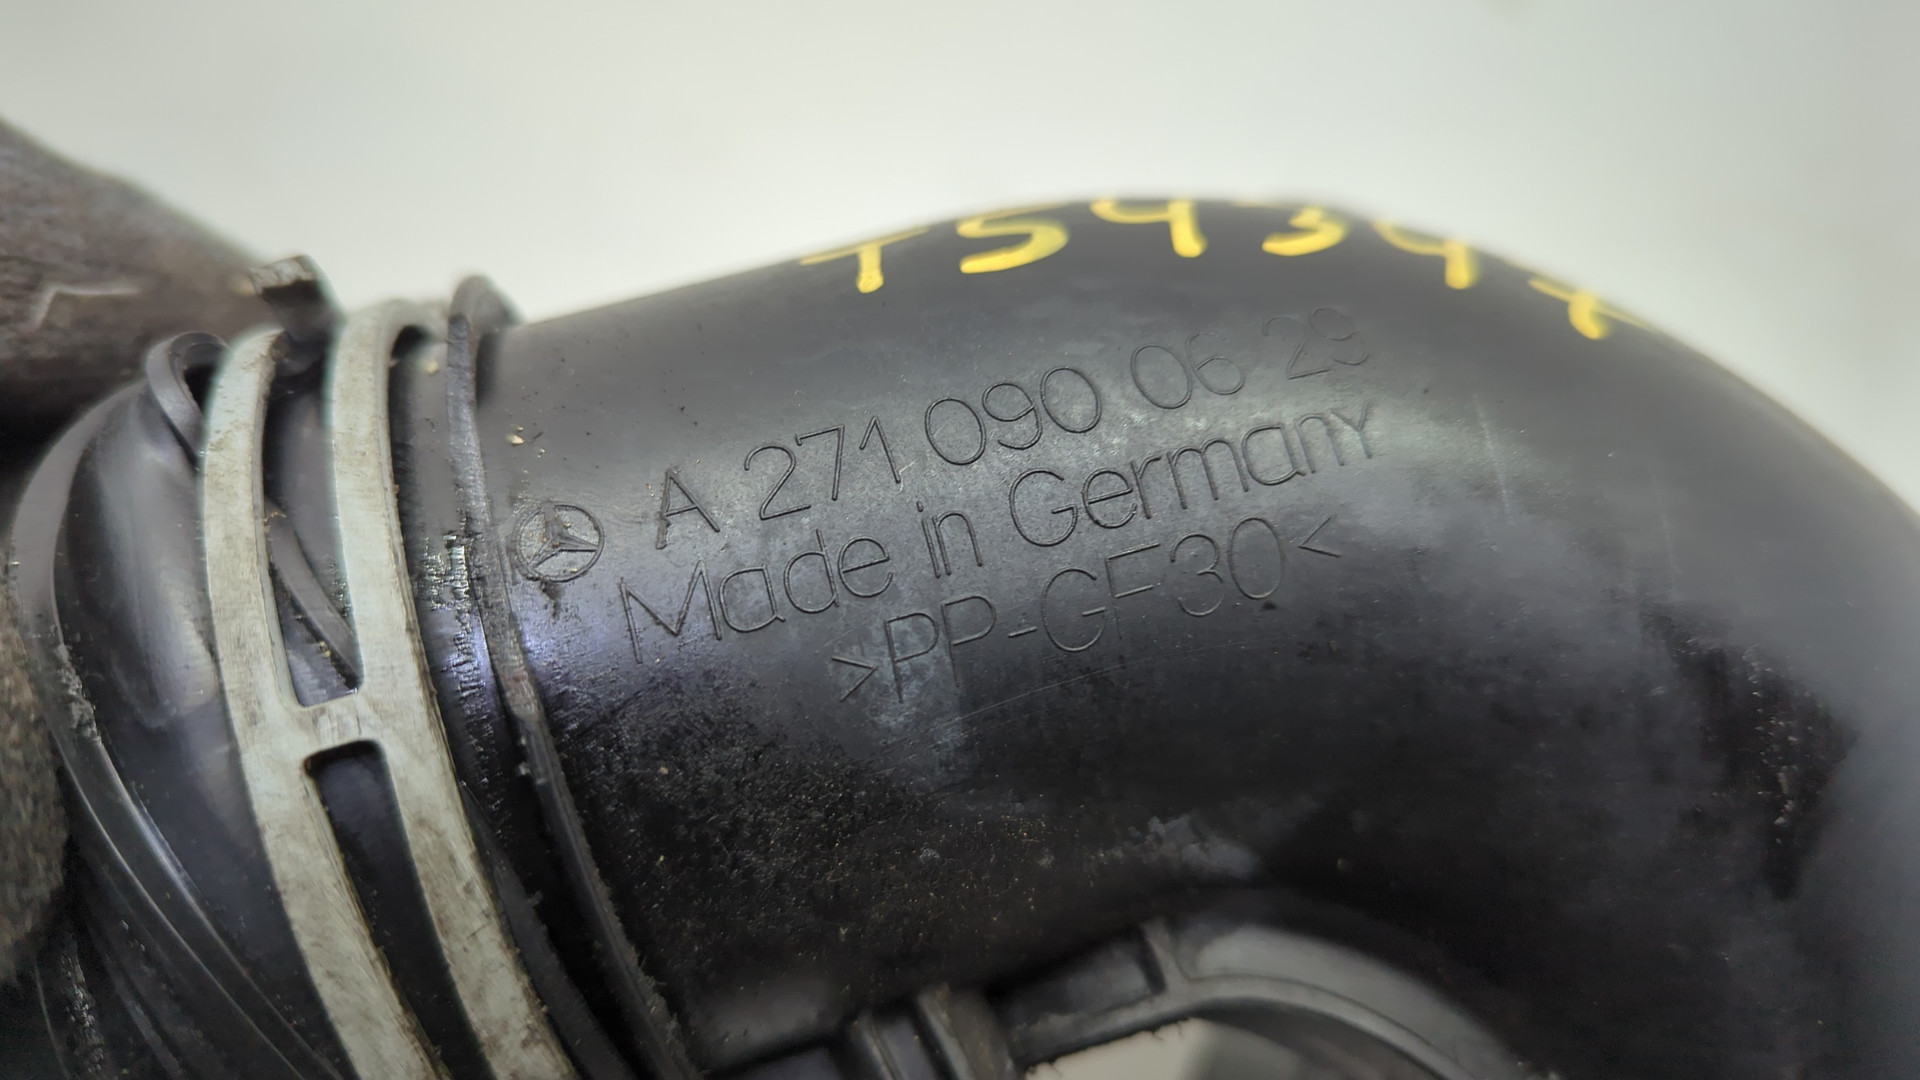 A 271 090 06 29
Made in Germany
>PP-GF30<